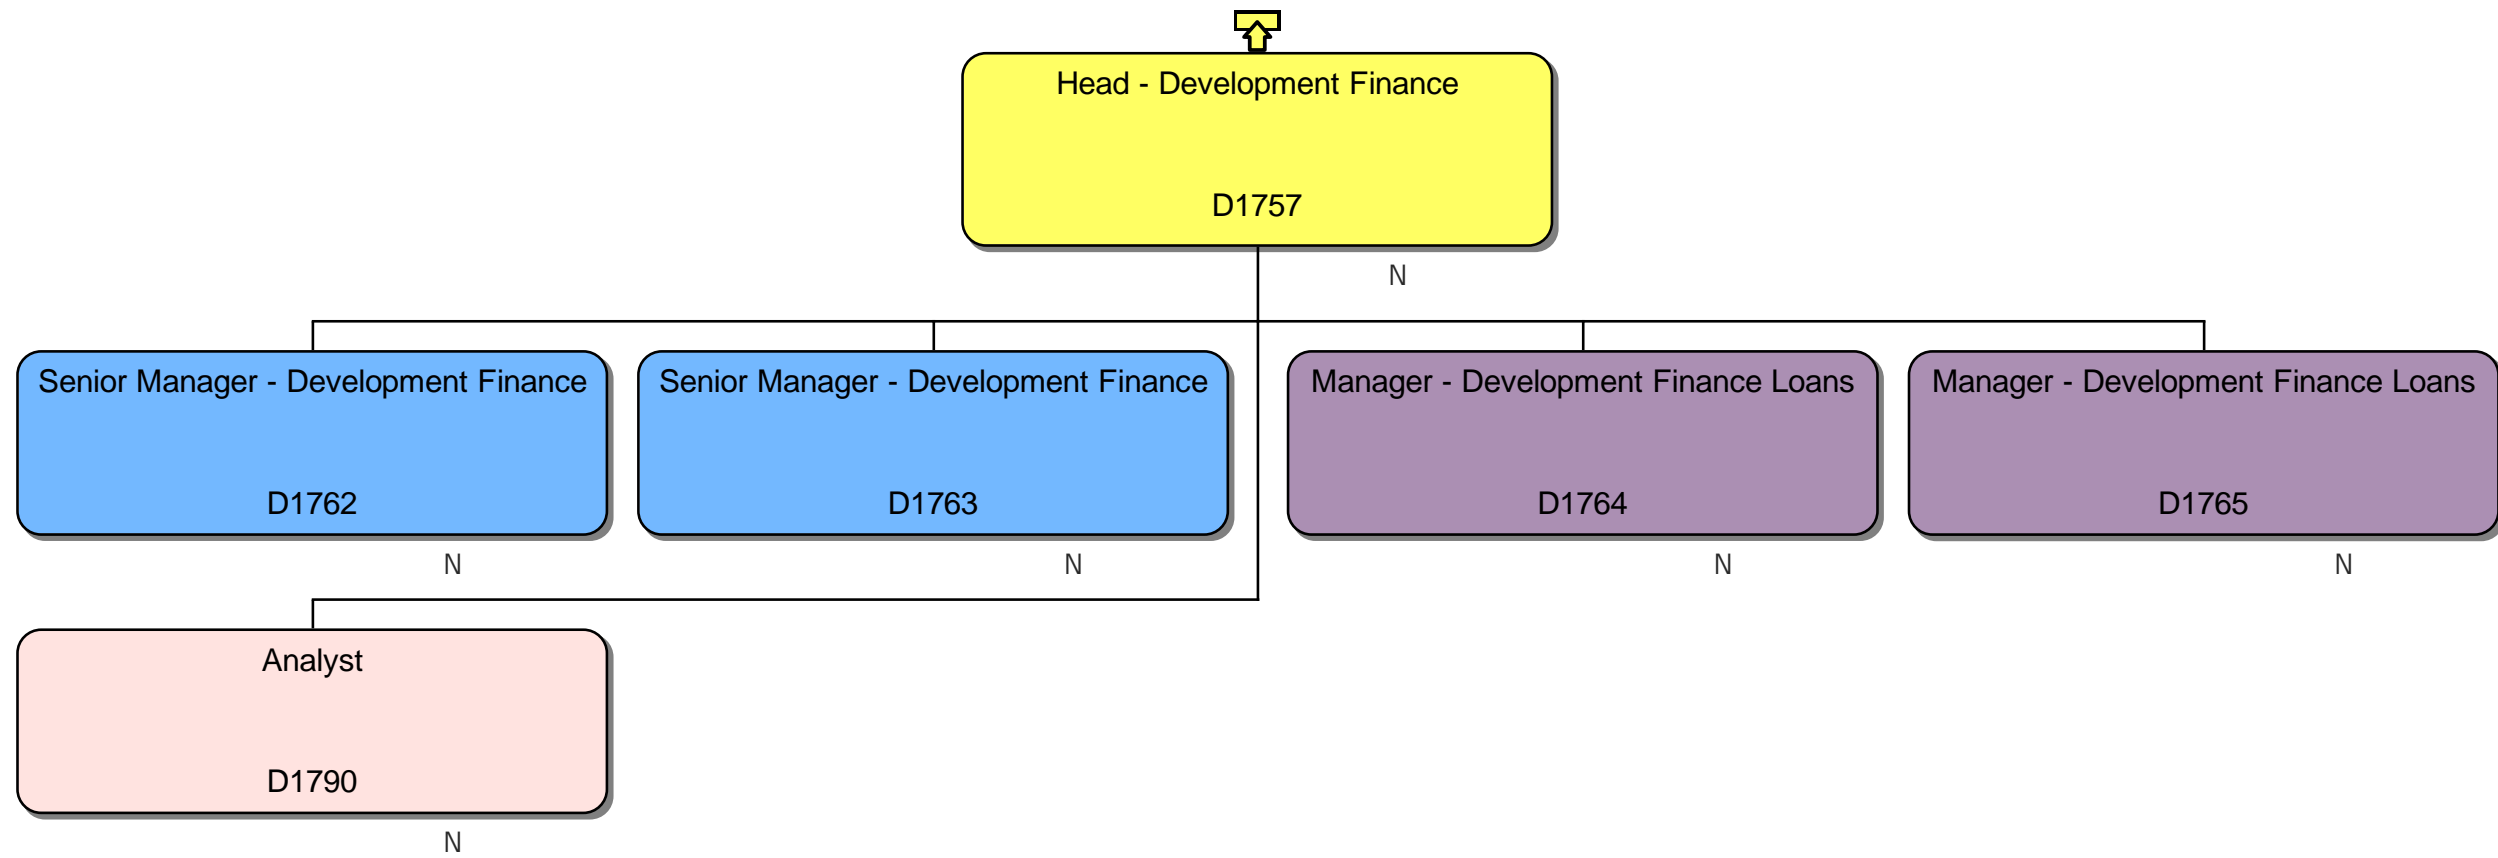 Head - Development Finance
D1757
N
Senior Manager - Development Finance
D1762
N
Senior Manager - Development Finance
D1763
N
Manager - Development Finance Loans
D1764
N
Manager - Development Finance Loans
D1765
N
Analyst
D1790
N